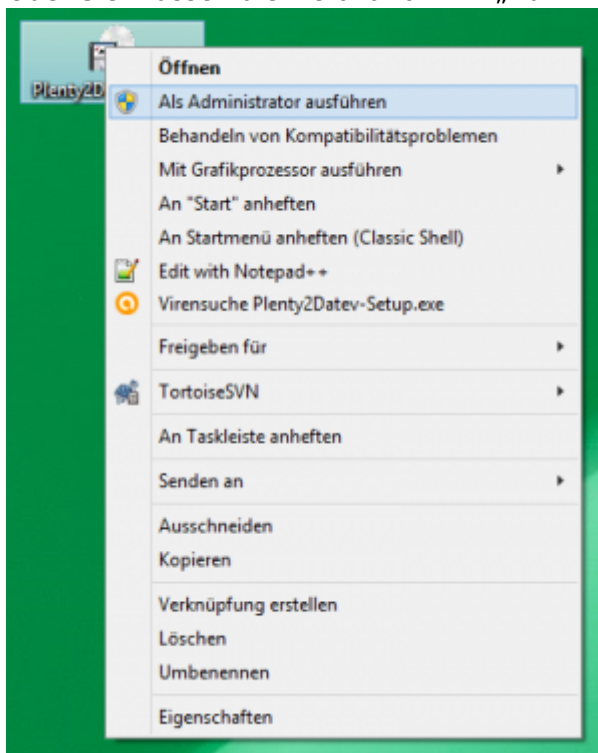 Plenty2D
Öffnen
Als Administrator ausführen
Behandeln von Kompatibilitätsproblemen
Mit Grafikprozessor ausführen
An "Start" anheften
An Startmenü anheften (Classic Shell)
Edit with Notepad++
Virensuche Plenty2Datev-Setup.exe
Freigeben für
TortoiseSVN
An Taskleiste anheften
Senden an
Ausschneiden
Kopieren
Verknüpfung erstellen
Löschen
Umbenennen
Eigenschaften